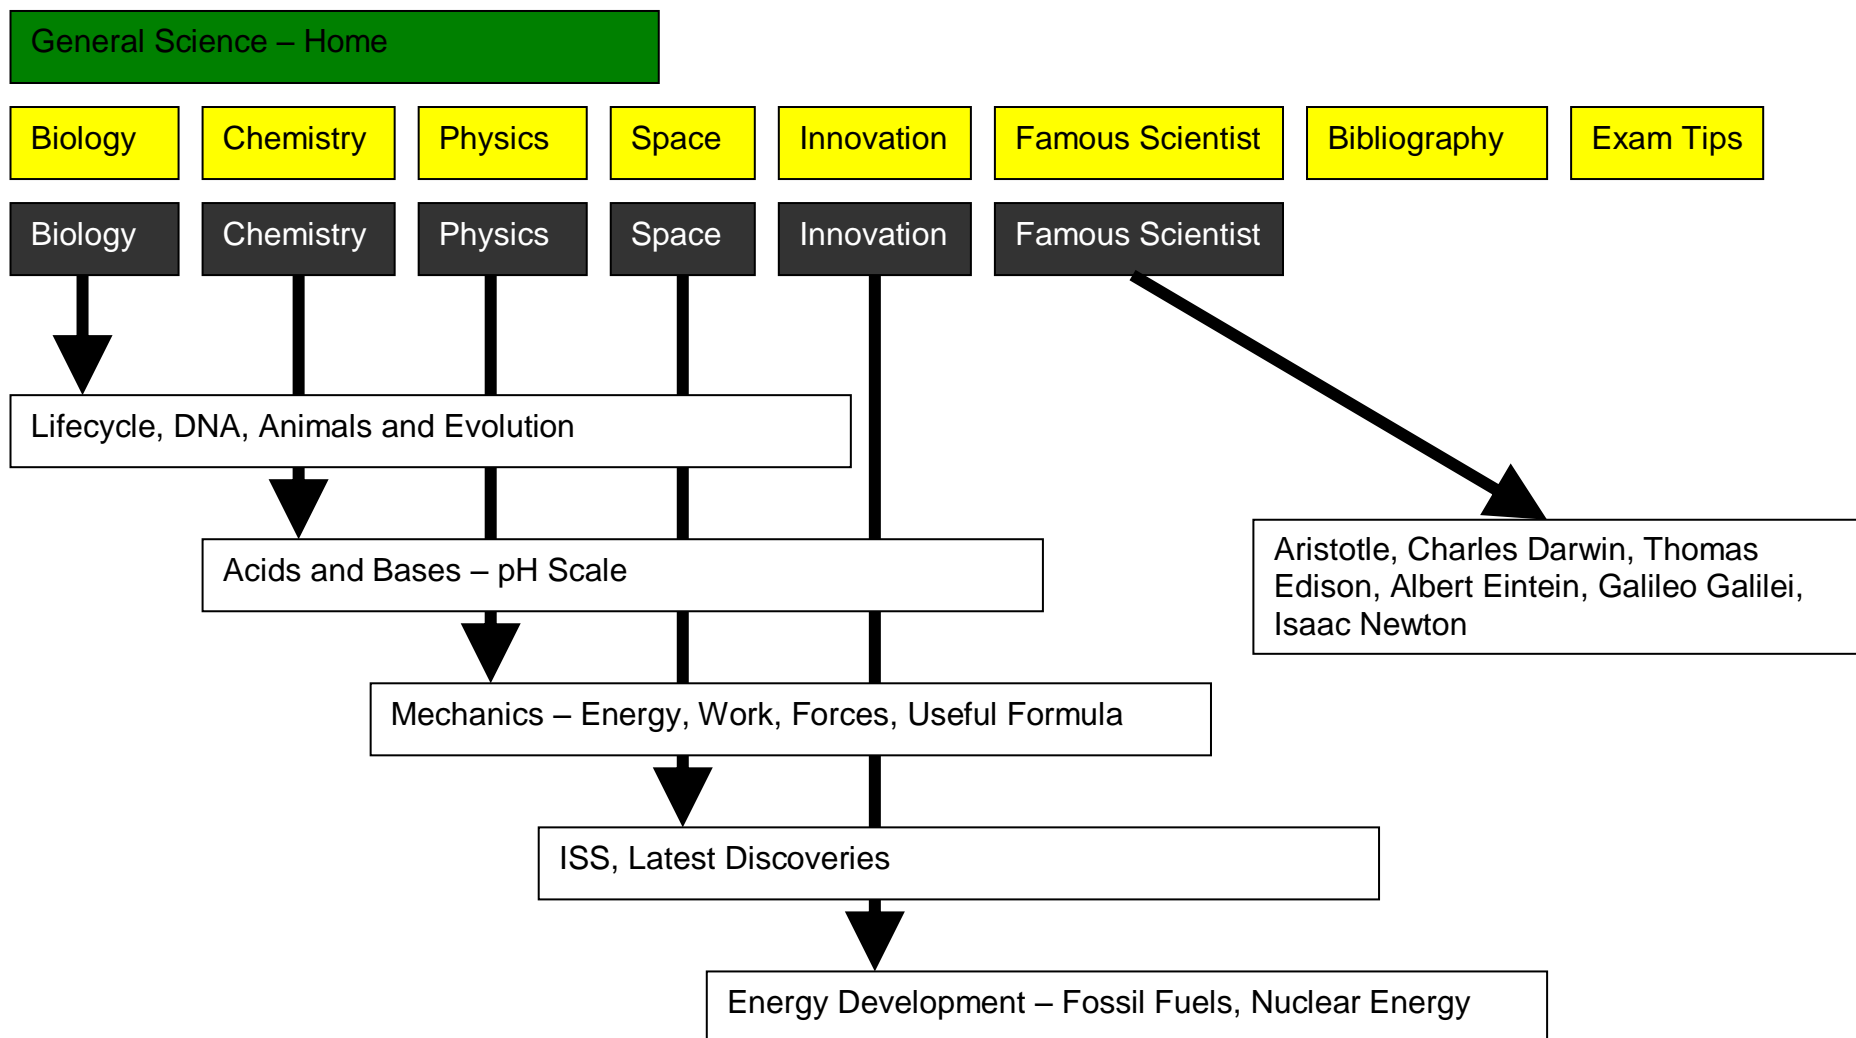 General Science – Home
Biology
Chemistry
Physics
Space
Innovation
Famous Scientist
Bibliography
Exam Tips
Biology
Chemistry
Physics
Space
Innovation
Famous Scientist
Lifecycle, DNA, Animals and Evolution
Acids and Bases – pH Scale
Aristotle, Charles Darwin, Thomas
Edison, Albert Eintein, Galileo Galilei,
Isaac Newton
Mechanics – Energy, Work, Forces, Useful Formula
ISS, Latest Discoveries
Energy Development – Fossil Fuels, Nuclear Energy